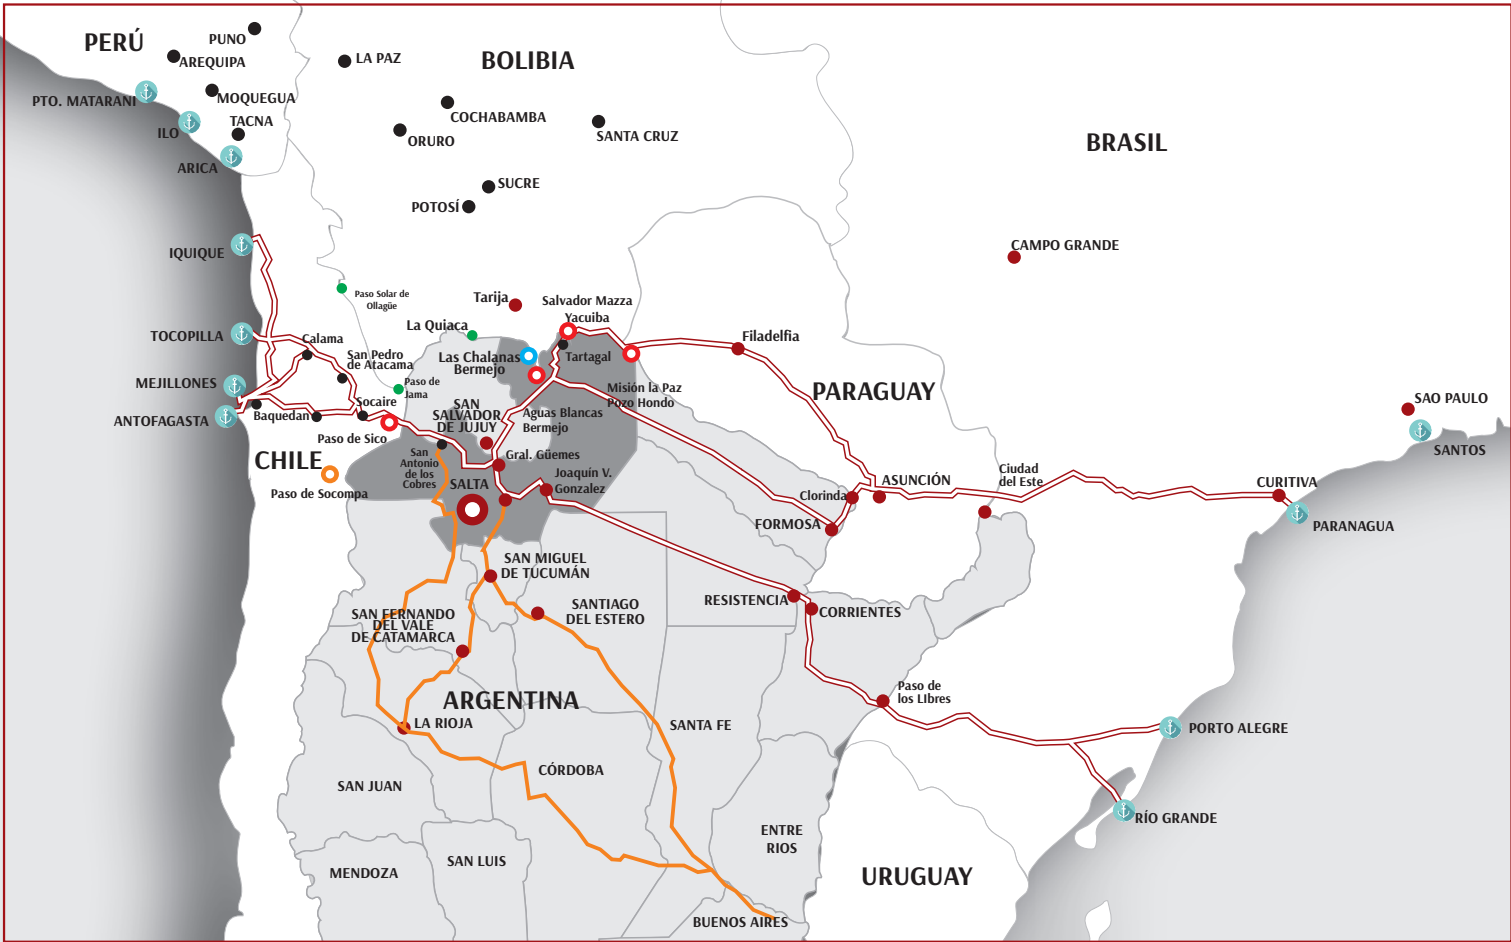 PERÚ
PUNO
AREQUIPA
LA PAZ
BOLIBIA
PTO. MATARANI
MOQUEGUA
TACNA
ILO
ARICA
COCHABAMBA
ORURO
SANTA CRUZ
BRASIL
SUCRE
POTOSÍ
CAMPO GRANDE
IQUIQUE
Paso Solar de
Ollagüe
Tarija
Salvador Mazza
Yacuiba
La Quiaca
TOCOPILLA
Calama
San Pedro
de Atacama
Las Chalanas
Bermejo
Tartagal
Filadelfia
MEJILLONES
Paso de
Jama
Misión la Paz
Pozo Hondo
PARAGUAY
ANTOFAGASTA
Baquedan
Socaire
SAN
SALVADOR
DE JUJUY
Aguas Blancas
Bermejo
SAO PAULO
SANTOS
Paso de Sico
CHILE
Paso de Socompa
San
Antonio
de los
Cobres
Gral. Güemes
SALTA
Joaquín V.
Gonzalez
Clorinda
ASUNCIÓN
Ciudad
del Este
CURITIVA
PARANAGUA
FORMOSA
SAN MIGUEL
DE TUCUMÁN
SAN FERNANDO
DEL VALE
DE CATAMARCA
SANTIAGO
DEL ESTERO
RESISTENCIA
CORRIENTES
ARGENTINA
LA RIOJA
SANTA FE
Paso de
los LIbres
PORTO ALEGRE
SAN JUAN
CÓRDOBA
RÍO GRANDE
ENTRE
RIOS
MENDOZA
SAN LUIS
URUGUAY
BUENOS AIRES